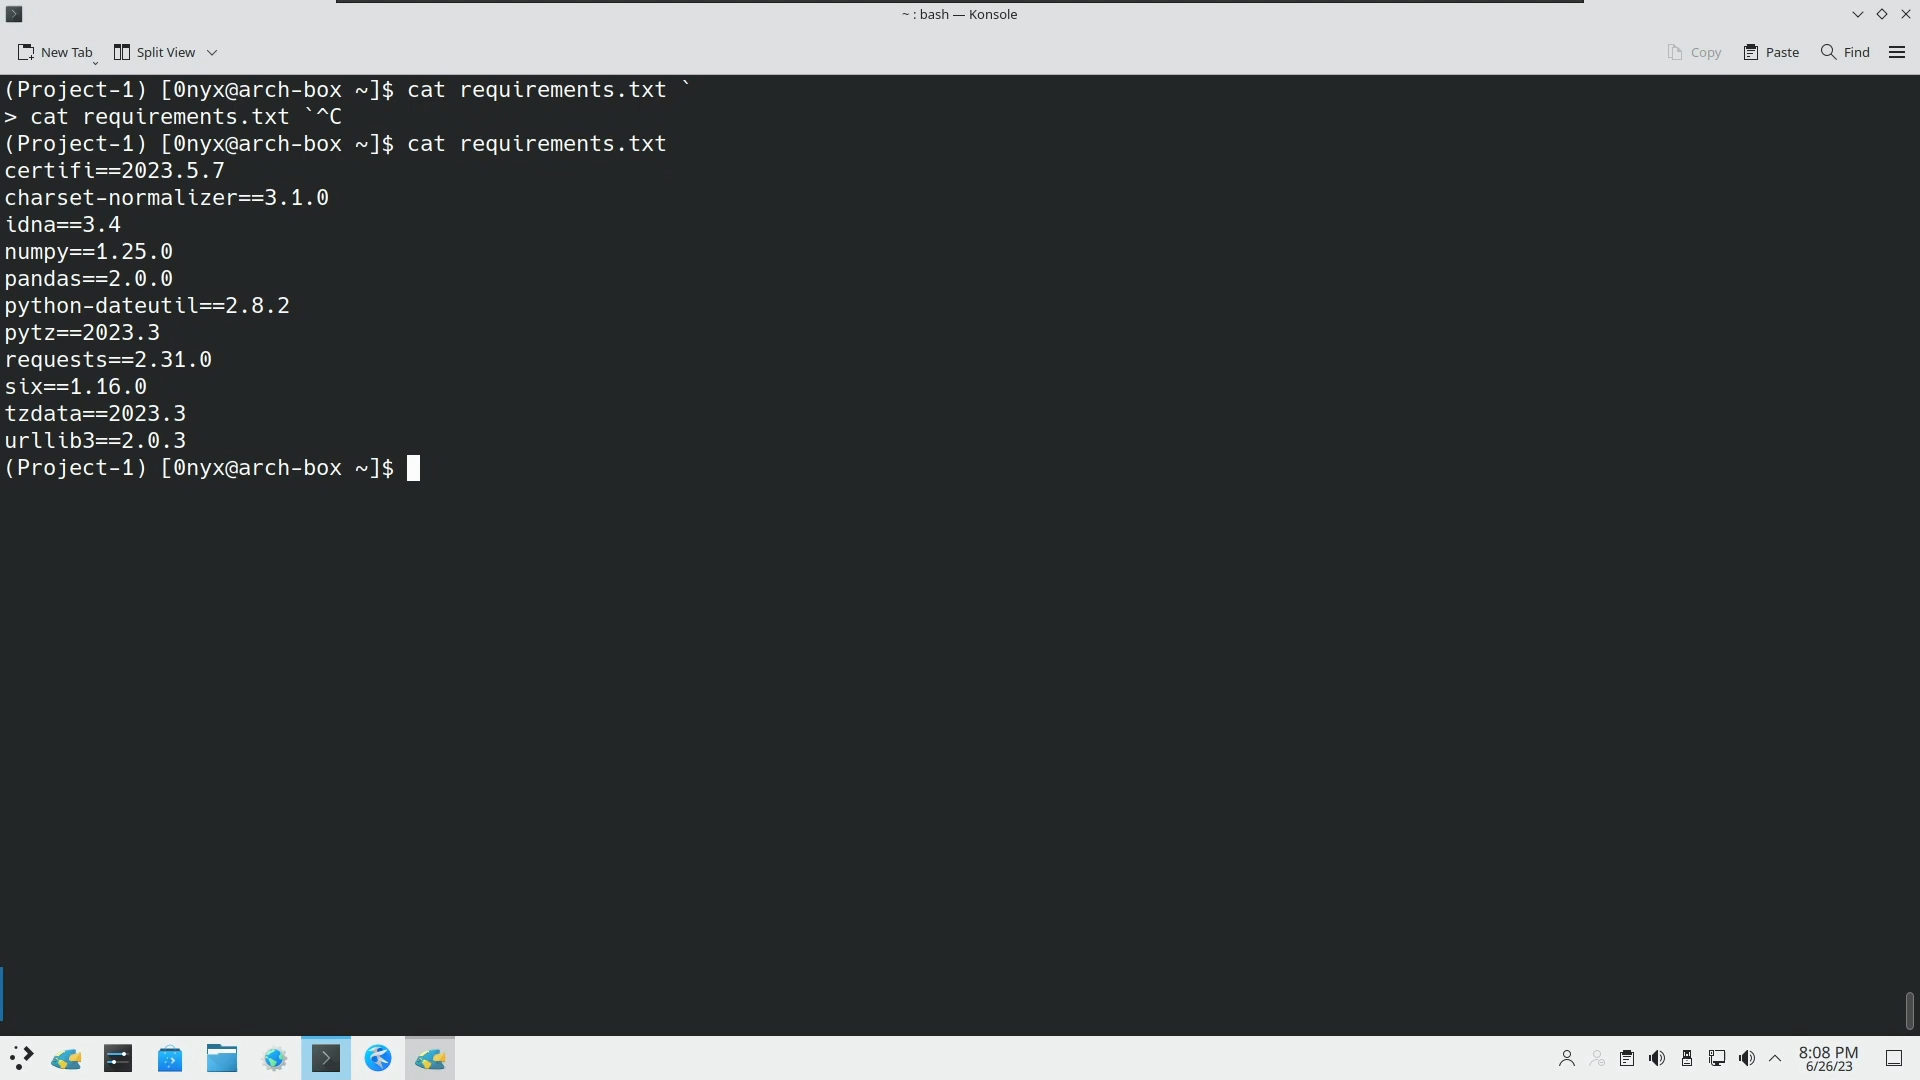 ~ : bash — Konsole
New Tab
Split View
Copy
Paste
Find
(Project-1) [0nyx@arch-box ~]$ cat requirements.txt `
> cat requirements.txt `^C
(Project-1) [0nyx@arch-box ~]$ cat requirements.txt
certifi==2023.5.7
charset-normalizer==3.1.0
idna==3.4
numpy==1.25.0
pandas==2.0.0
python-dateutil==2.8.2
pytz==2023.3
requests==2.31.0
six==1.16.0
tzdata==2023.3
urllib3==2.0.3
(Project-1) [0nyx@arch-box ~]$
8:08 PM
6/26/23